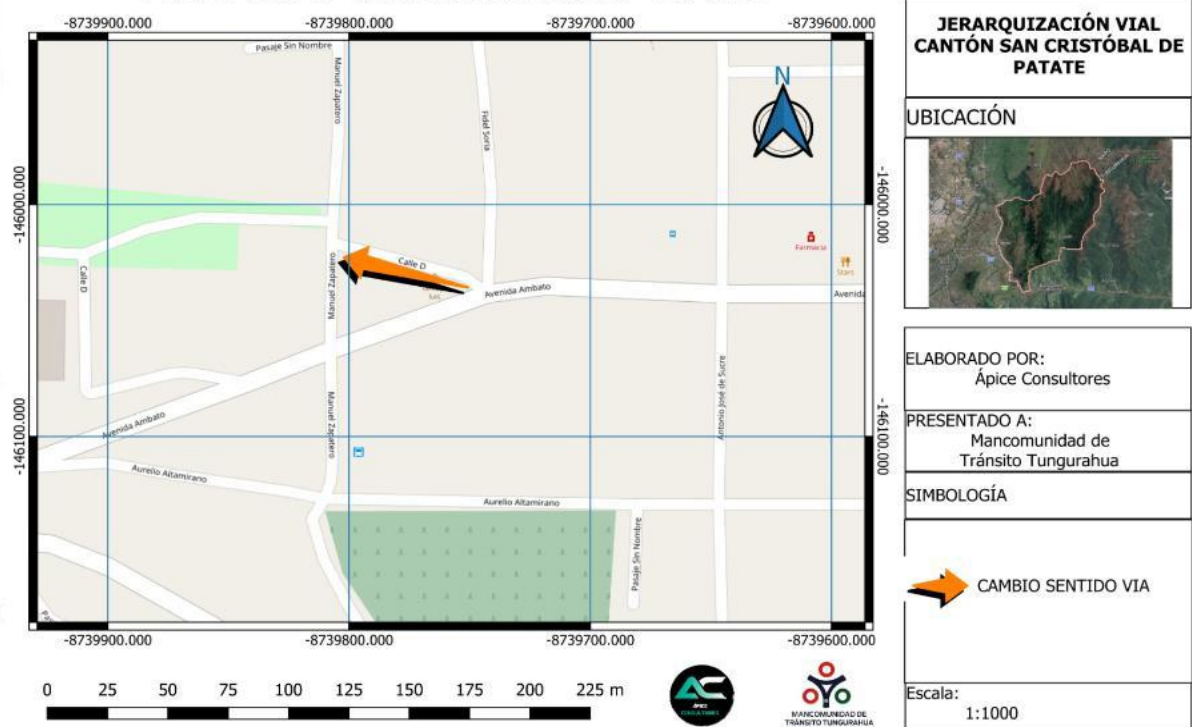 -8739900.000 -8739800.000 -8739700.000 -8739600.000
JERARQUIZACIÓN VIAL
CANTÓN SAN CRISTÓBAL DE
PATATE
UBICACIÓN
ELABORADO POR:
Ápice Consultores
PRESENTADO A:
Mancomunidad de
Tránsito Tungurahua
SIMBOLOGÍA
CAMBIO SENTIDO VIA
Escala:
1:1000
N
Pasaje Sin Nombre
Manuel Zapatero
Fidel Soria
-146000.000
-146000.000
Farmacia
Stars
Calle D
Calle D
Manuel Zapatero
Avenida Ambato
Avenida
Antonio José de Sucre
Manuel Zapatero
Avenida Ambato
-146100.000
-146100.000
Aurelio Altamirano
Aurelio Altamirano
Pasaje Sin Nombre
-8739900.000 -8739800.000 -8739700.000 -8739600.000
0 25 50 75 100 125 150 175 200 225 m
AC
MANCOMUNIDAD DE
TRÁNSITO TUNGURAHUA